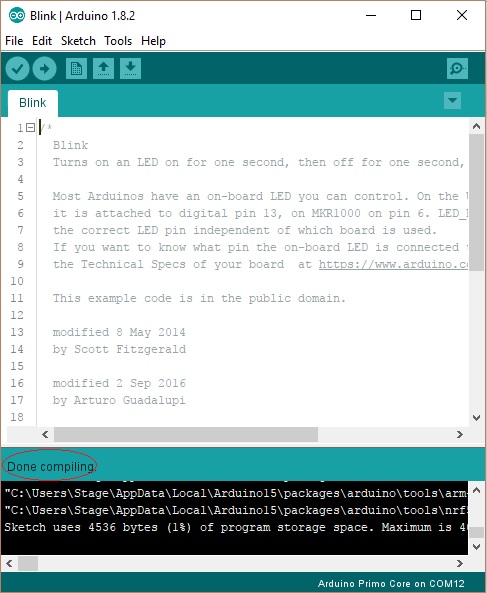 Blink | Arduino 1.8.2
File Edit Sketch Tools Help
Blink
1 /*
2 Blink
3 Turns on an LED on for one second, then off for one second,
4
5 Most Arduinos have an on-board LED you can control. On the
6 it is attached to digital pin 13, on MKR1000 on pin 6. LED_
7 the correct LED pin independent of which board is used.
8 If you want to know what pin the on-board LED is connected
9 the Technical Specs of your board at https://www.arduino.c
10
11 This example code is in the public domain.
12
13 modified 8 May 2014
14 by Scott Fitzgerald
15
16 modified 2 Sep 2016
17 by Arturo Guadalupi
18
Done compiling.
"C:\Users\Stage\AppData\Local\Arduino15\packages\arduino\tools\arm-
"C:\Users\Stage\AppData\Local\Arduino15\packages\arduino\tools\nrf5
Sketch uses 4536 bytes (1%) of program storage space. Maximum is 4
Arduino Primo Core on COM12